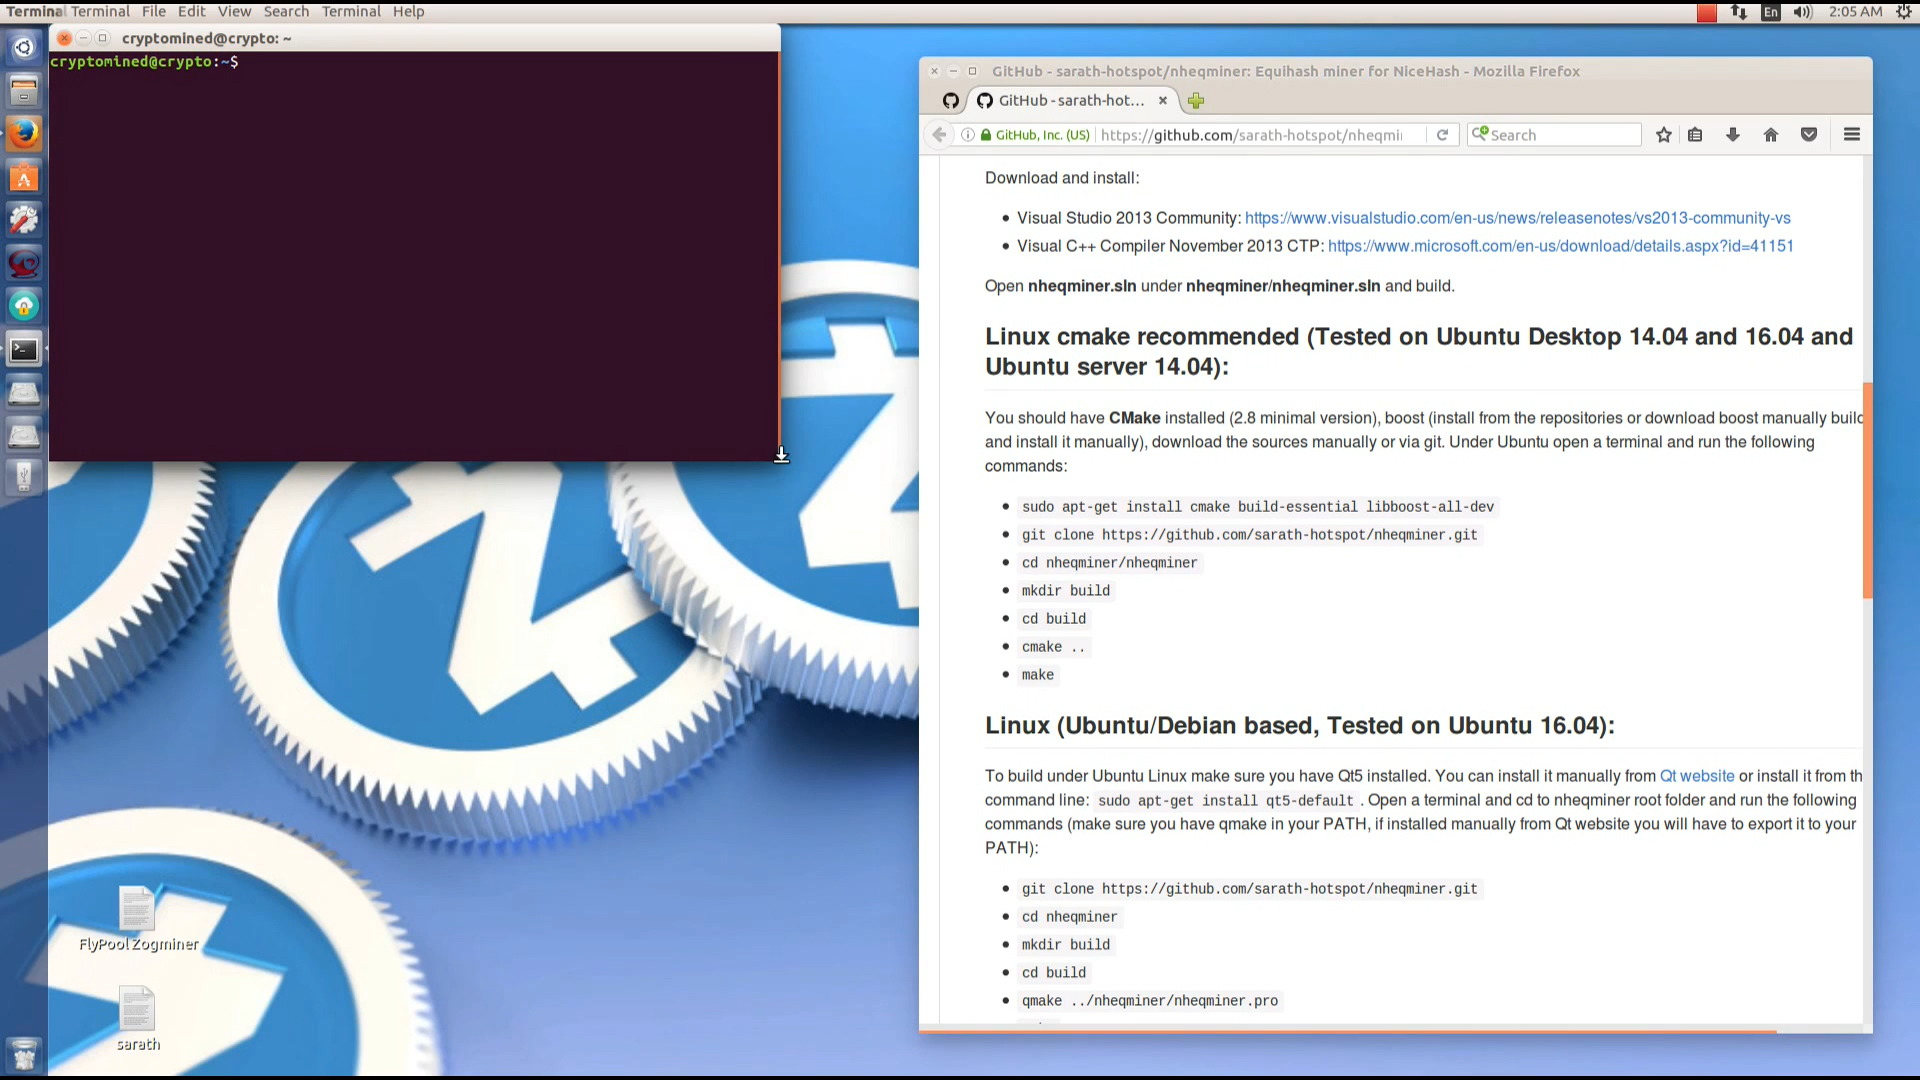 Terminal Terminal File Edit View Search Terminal Help
En 2:05 AM
cryptomined@crypto: ~
cryptomined@crypto:~$
FlyPool Zogminer
sarath
GitHub - sarath-hotspot/nheqminer: Equihash miner for NiceHash - Mozilla Firefox
GitHub - sarath-hot...
GitHub, Inc. (US) https://github.com/sarath-hotspot/nheqmi
Search
Download and install:
• Visual Studio 2013 Community: https://www.visualstudio.com/en-us/news/releasenotes/vs2013-community-vs
• Visual C++ Compiler November 2013 CTP: https://www.microsoft.com/en-us/download/details.aspx?id=41151
Open nheqminer.sln under nheqminer/nheqminer.sln and build.
Linux cmake recommended (Tested on Ubuntu Desktop 14.04 and 16.04 and
Ubuntu server 14.04):
You should have CMake installed (2.8 minimal version), boost (install from the repositories or download boost manually build
and install it manually), download the sources manually or via git. Under Ubuntu open a terminal and run the following
commands:
• sudo apt-get install cmake build-essential libboost-all-dev
• git clone https://github.com/sarath-hotspot/nheqminer.git
• cd nheqminer/nheqminer
• mkdir build
• cd build
• cmake ..
• make
Linux (Ubuntu/Debian based, Tested on Ubuntu 16.04):
To build under Ubuntu Linux make sure you have Qt5 installed. You can install it manually from Qt website or install it from th
command line: sudo apt-get install qt5-default . Open a terminal and cd to nheqminer root folder and run the following
commands (make sure you have qmake in your PATH, if installed manually from Qt website you will have to export it to your
PATH):
• git clone https://github.com/sarath-hotspot/nheqminer.git
• cd nheqminer
• mkdir build
• cd build
• qmake ../nheqminer/nheqminer.pro